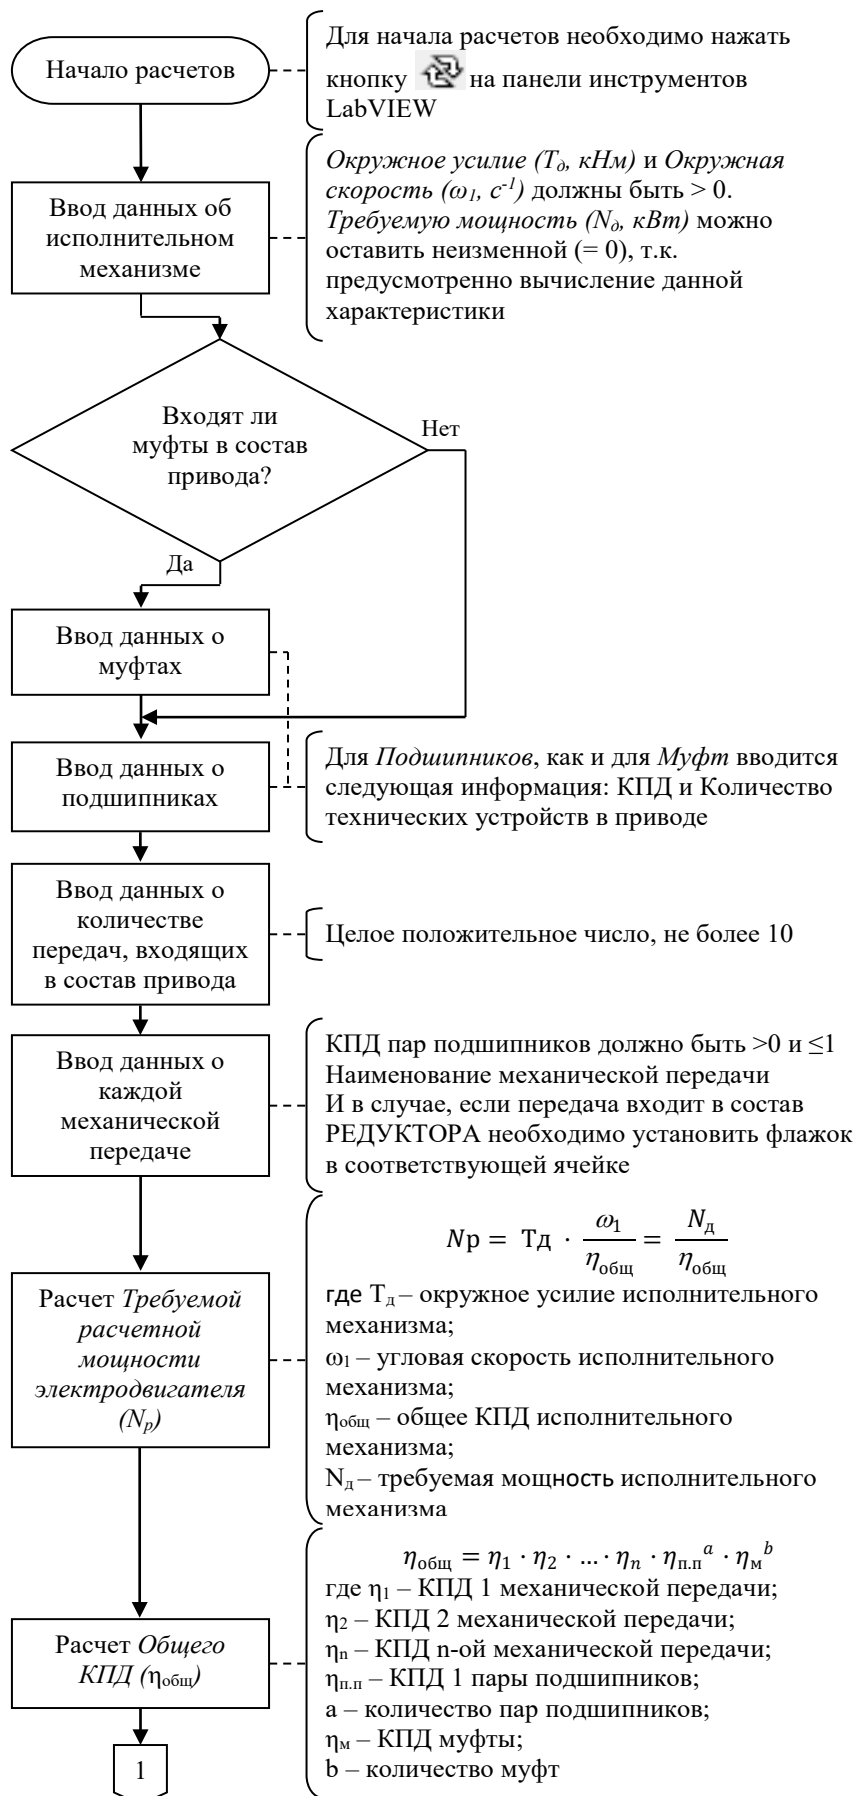 Начало расчетов
Для начала расчетов необходимо нажать
кнопку на панели инструментов
LabVIEW
Ввод данных об
исполнительном
механизме
Окружное усилие (Tд, кНм) и Окружная
скорость (ω1, с-1) должны быть > 0.
Требуемую мощность (Nд, кВт) можно
оставить неизменной (= 0), т.к.
предусмотренно вычисление данной
характеристики
Входят ли
муфты в состав
привода?
Нет
Да
Ввод данных о
муфтах
Ввод данных о
подшипниках
Для Подшипников, как и для Муфт вводится
следующая информация: КПД и Количество
технических устройств в приводе
Ввод данных о
количестве
передач, входящих
в состав привода
Целое положительное число, не более 10
Ввод данных о
каждой
механической
передаче
КПД пар подшипников должно быть >0 и ≤1
Наименование механической передачи
И в случае, если передача входит в состав
РЕДУКТОРА необходимо установить флажок
в соответствующей ячейке
Расчет Требуемой
расчетной
мощности
электродвигателя
(Nр)
Nр = Тд · ω1/ηобщ = Nд/ηобщ
где Тд – окружное усилие исполнительного
механизма;
ω1 – угловая скорость исполнительного
механизма;
ηобщ – общее КПД исполнительного
механизма;
Nд – требуемая мощность исполнительного
механизма
Расчет Общего
КПД (ηобщ)
ηобщ = η1 · η2 · … · ηn · ηп.п^a · ηм^b
где η1 – КПД 1 механической передачи;
η2 – КПД 2 механической передачи;
ηn – КПД n-ой механической передачи;
ηп.п – КПД 1 пары подшипников;
a – количество пар подшипников;
ηм – КПД муфты;
b – количество муфт
1